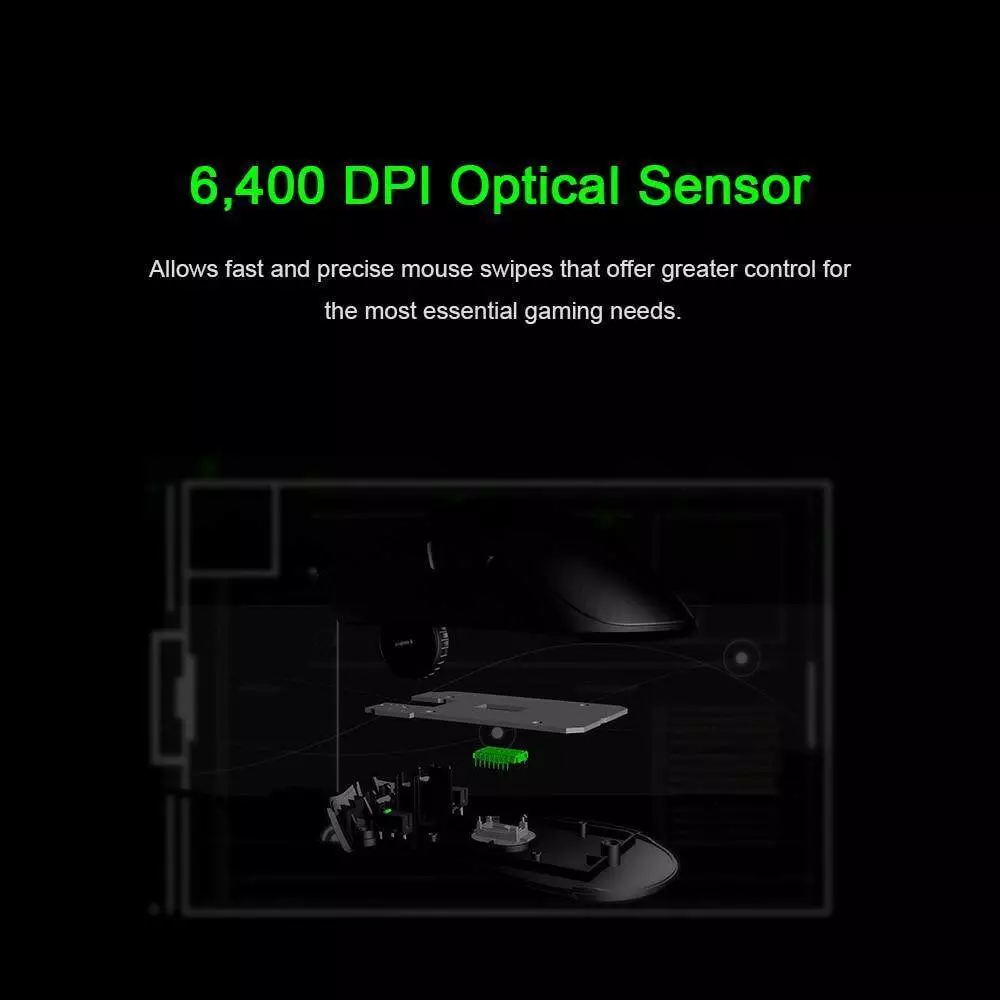 6,400 DPI Optical Sensor
Allows fast and precise mouse swipes that offer greater control for
the most essential gaming needs.